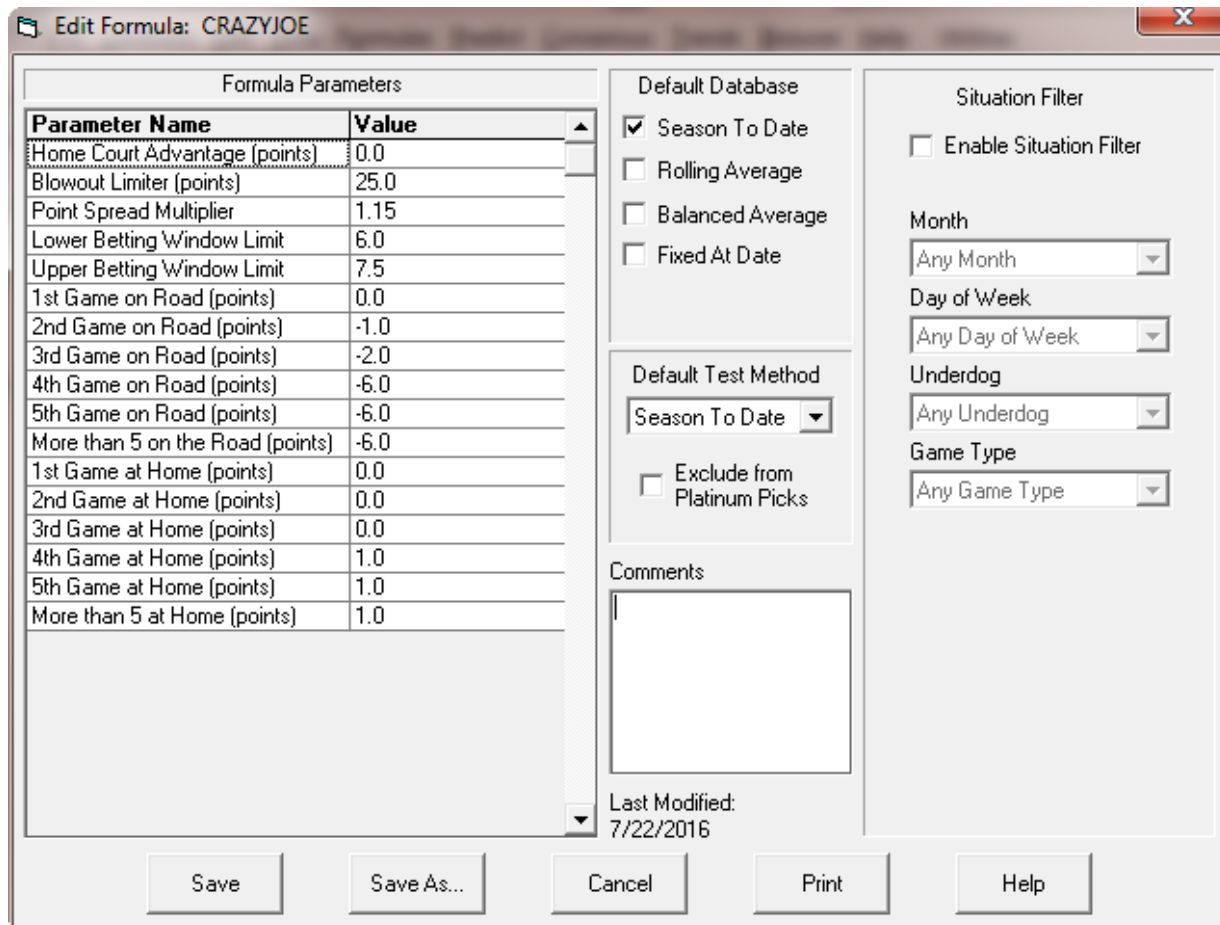 Edit Formula: CRAZYJOE
Formula Parameters
Parameter Name Value
Home Court Advantage (points) 0.0
Blowout Limiter (points) 25.0
Point Spread Multiplier 1.15
Lower Betting Window Limit 6.0
Upper Betting Window Limit 7.5
1st Game on Road (points) 0.0
2nd Game on Road (points) -1.0
3rd Game on Road (points) -2.0
4th Game on Road (points) -6.0
5th Game on Road (points) -6.0
More than 5 on the Road (points) -6.0
1st Game at Home (points) 0.0
2nd Game at Home (points) 0.0
3rd Game at Home (points) 0.0
4th Game at Home (points) 1.0
5th Game at Home (points) 1.0
More than 5 at Home (points) 1.0
Default Database
Season To Date
Rolling Average
Balanced Average
Fixed At Date
Default Test Method
Season To Date
Exclude from
Platinum Picks
Comments
Last Modified:
7/22/2016
Situation Filter
Enable Situation Filter
Month
Any Month
Day of Week
Any Day of Week
Underdog
Any Underdog
Game Type
Any Game Type
Save Save As... Cancel Print Help